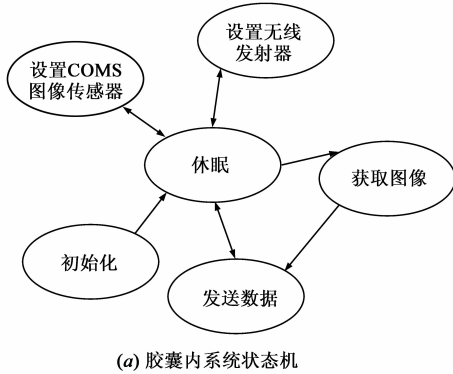 设置无线
发射器
设置COMS
图像传感器
休眠
获取图像
初始化
发送数据
(a) 胶囊内系统状态机